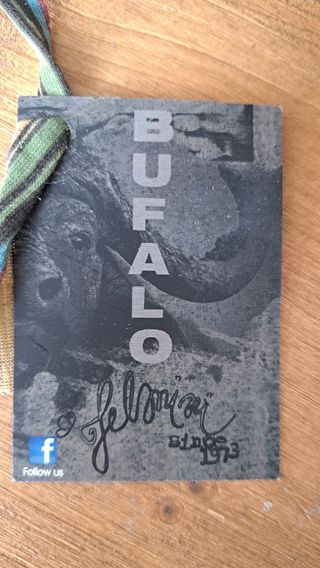 BUFALO
felmini
since
1973
f
Follow us